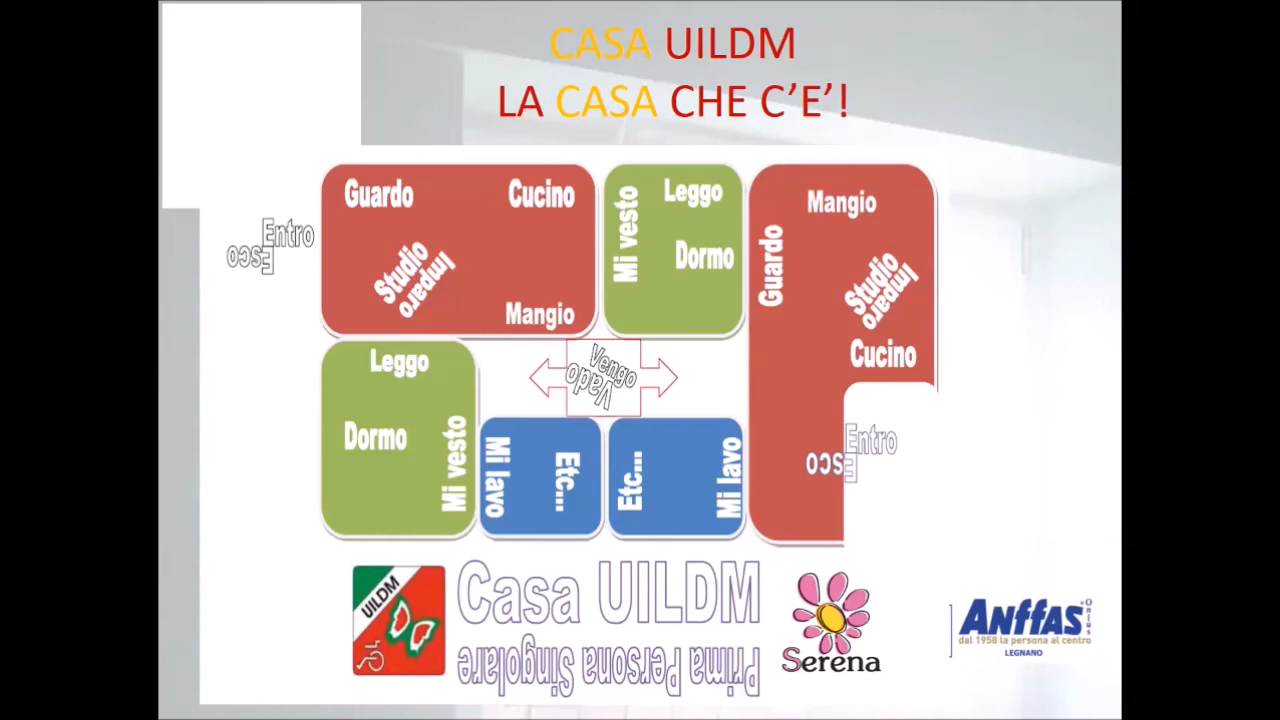 CASA UILDM
LA CASA CHE C'E'!
Guardo
Cucino
Studio
Imparo
Mangio
Mi vesto
Leggo
Dormo
Mangio
Guardo
Studio
Imparo
Cucino
Entro
Esco
Vengo
Vado
Leggo
Dormo
Mi vesto
Mi lavo
Etc...
Etc...
Mi lavo
Entro
Esco
UILDM
Casa UILDM
Prima Persona Singolare
Serena
ANffAS Onlus
dal 1958 la persona al centro
LEGNANO